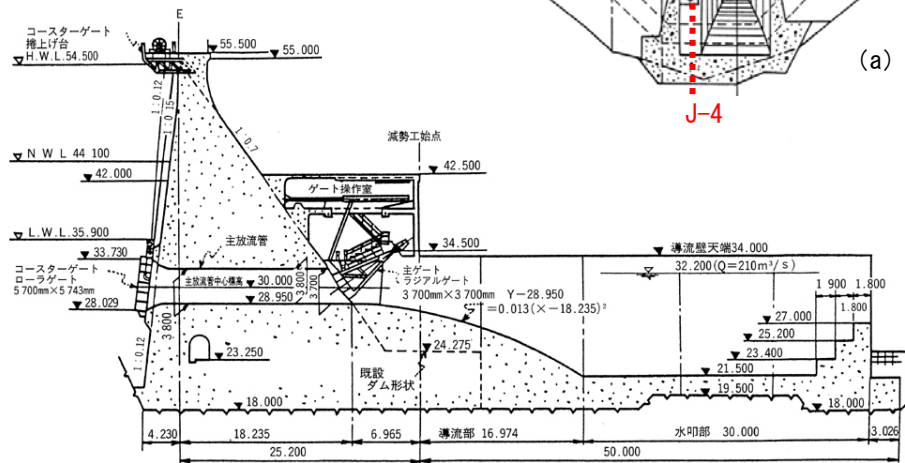 E
コースターゲート
捲上げ台
H.W.L.54.500
55.500
55.000
(a)
J-4
1:0.12
1:0.15
1:0.7
減勢工始点
N W L 44 100
42.000
42.500
ゲート操作室
L.W.L.35.900
33.730
主放流管
34.500
導流壁天端34.000
32.200(Q=210m³/S)
コースターゲート
ローラゲート
5 700mm×5 743mm
28.029
主放流管中心標高
30.000
28.950
3.800
3.700
主ゲート
ラジアルゲート
3 700mm×3 700mm
Y-28.950
=0.013(×-18.235)²
1 900
1.800
1.800
27.000
25.200
23.400
3 800
1:0.12
23.250
24.275
既設
ダム形状
21.500
19.500
18.000
18.000
4.230
18.235
6.965
導流部 16.974
水叩部 30.000
3.026
25.200
50.000